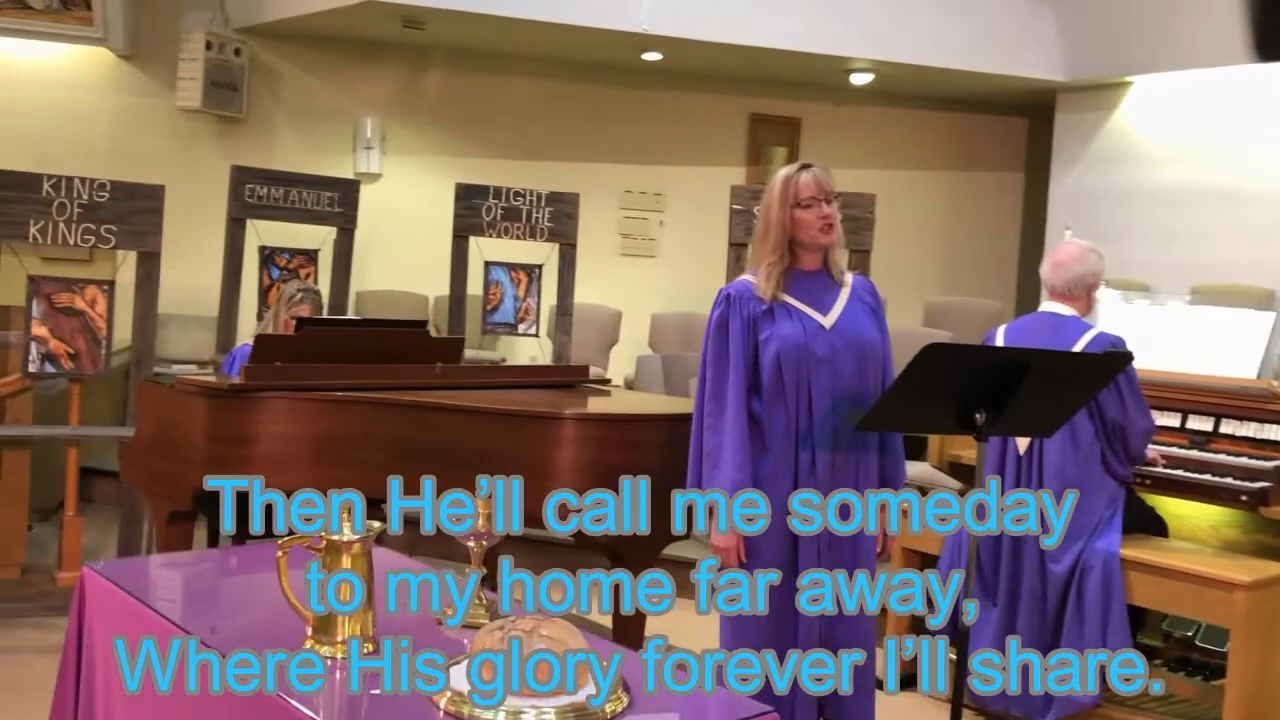 KING
OF
KINGS
EMMANUEL
LIGHT
OF THE
WORLD
Then He’ll call me someday
to my home far away,
Where His glory forever I’ll share.